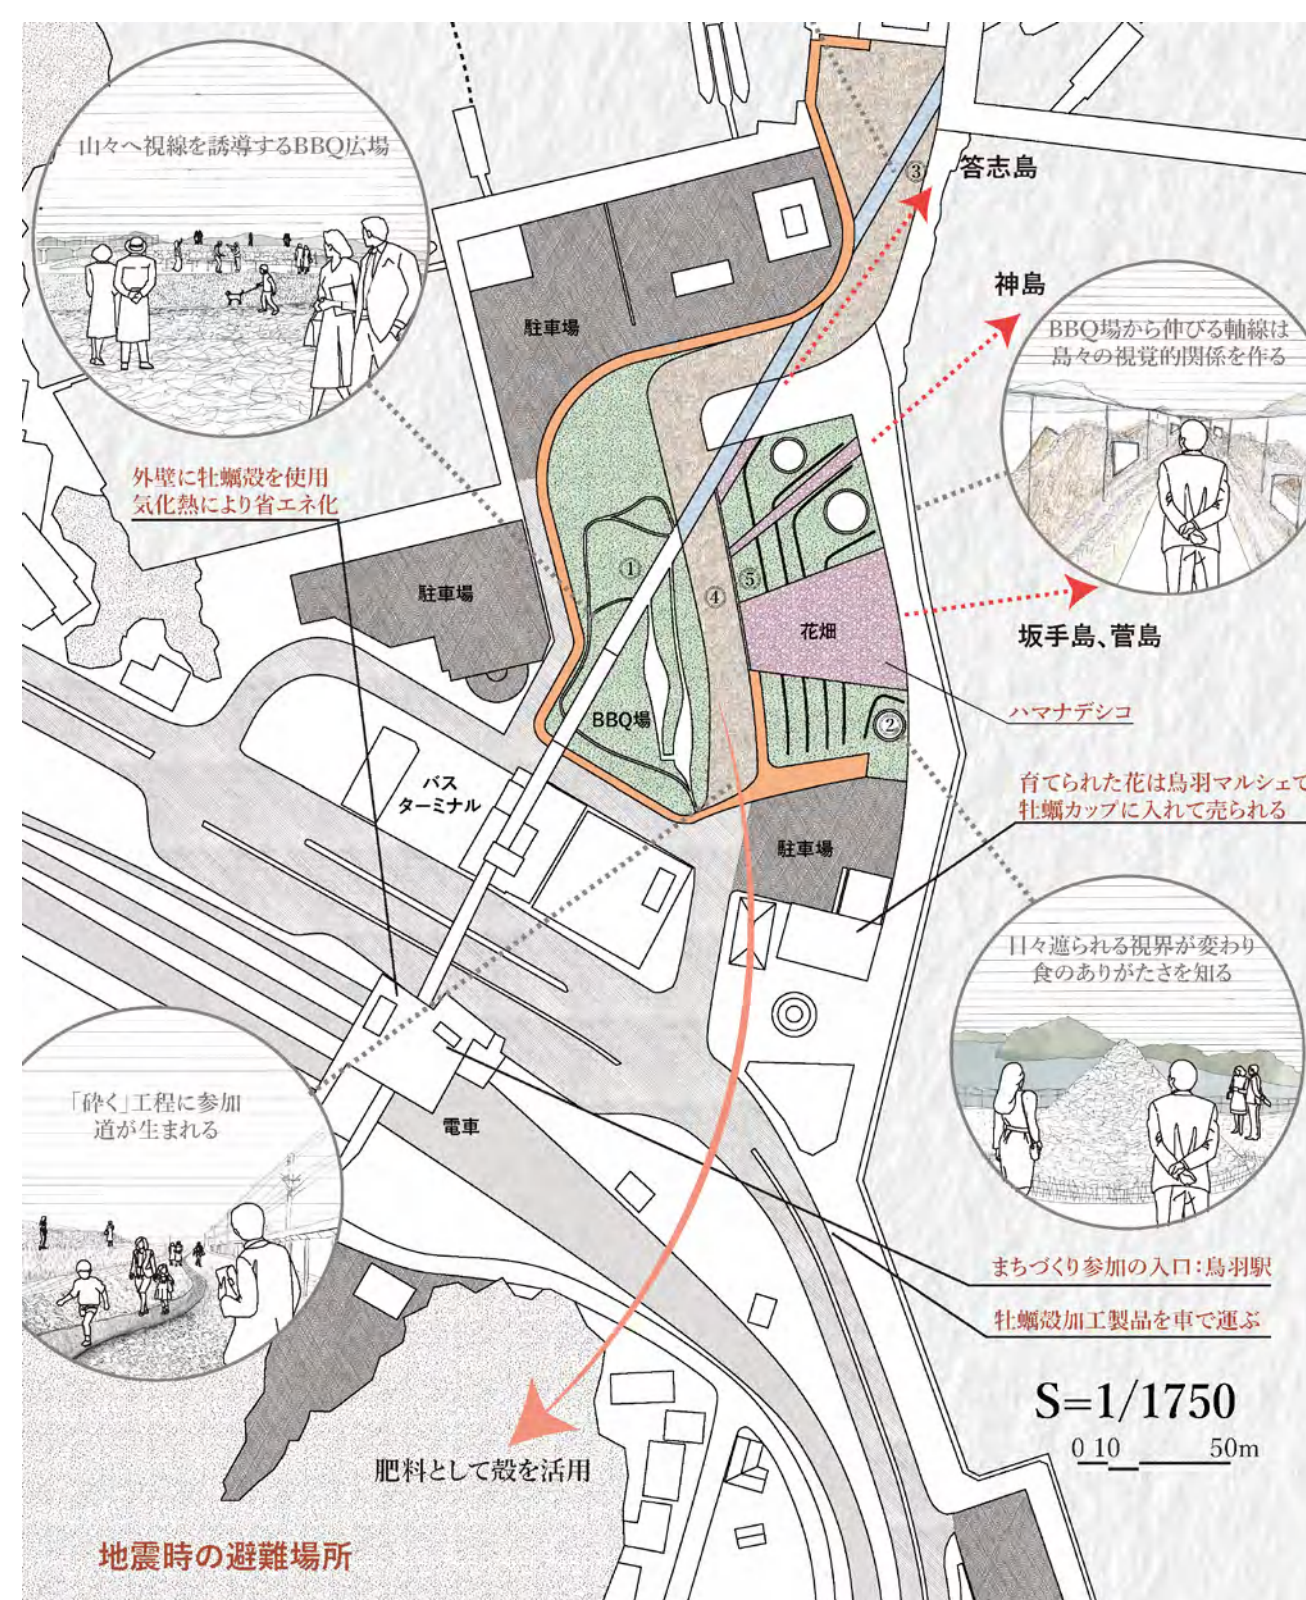 山々へ視線を誘導するBBQ広場
③
答志島
神島
BBQ場から伸びる軸線は
島々の視覚的関係を作る
駐車場
外壁に牡蠣殻を使用
気化熱により省エネ化
駐車場
①
④
⑤
花畑
坂手島、菅島
BBQ場
②
ハマナデシコ
バス
ターミナル
育てられた花は鳥羽マルシェで
牡蠣カップに入れて売られる
駐車場
日々遮られる視界が変わり
食のありがたさを知る
「砕く」工程に参加
道が生まれる
電車
まちづくり参加の入口：鳥羽駅
牡蠣殻加工製品を車で運ぶ
S=1/1750
0 10 50m
肥料として殻を活用
地震時の避難場所